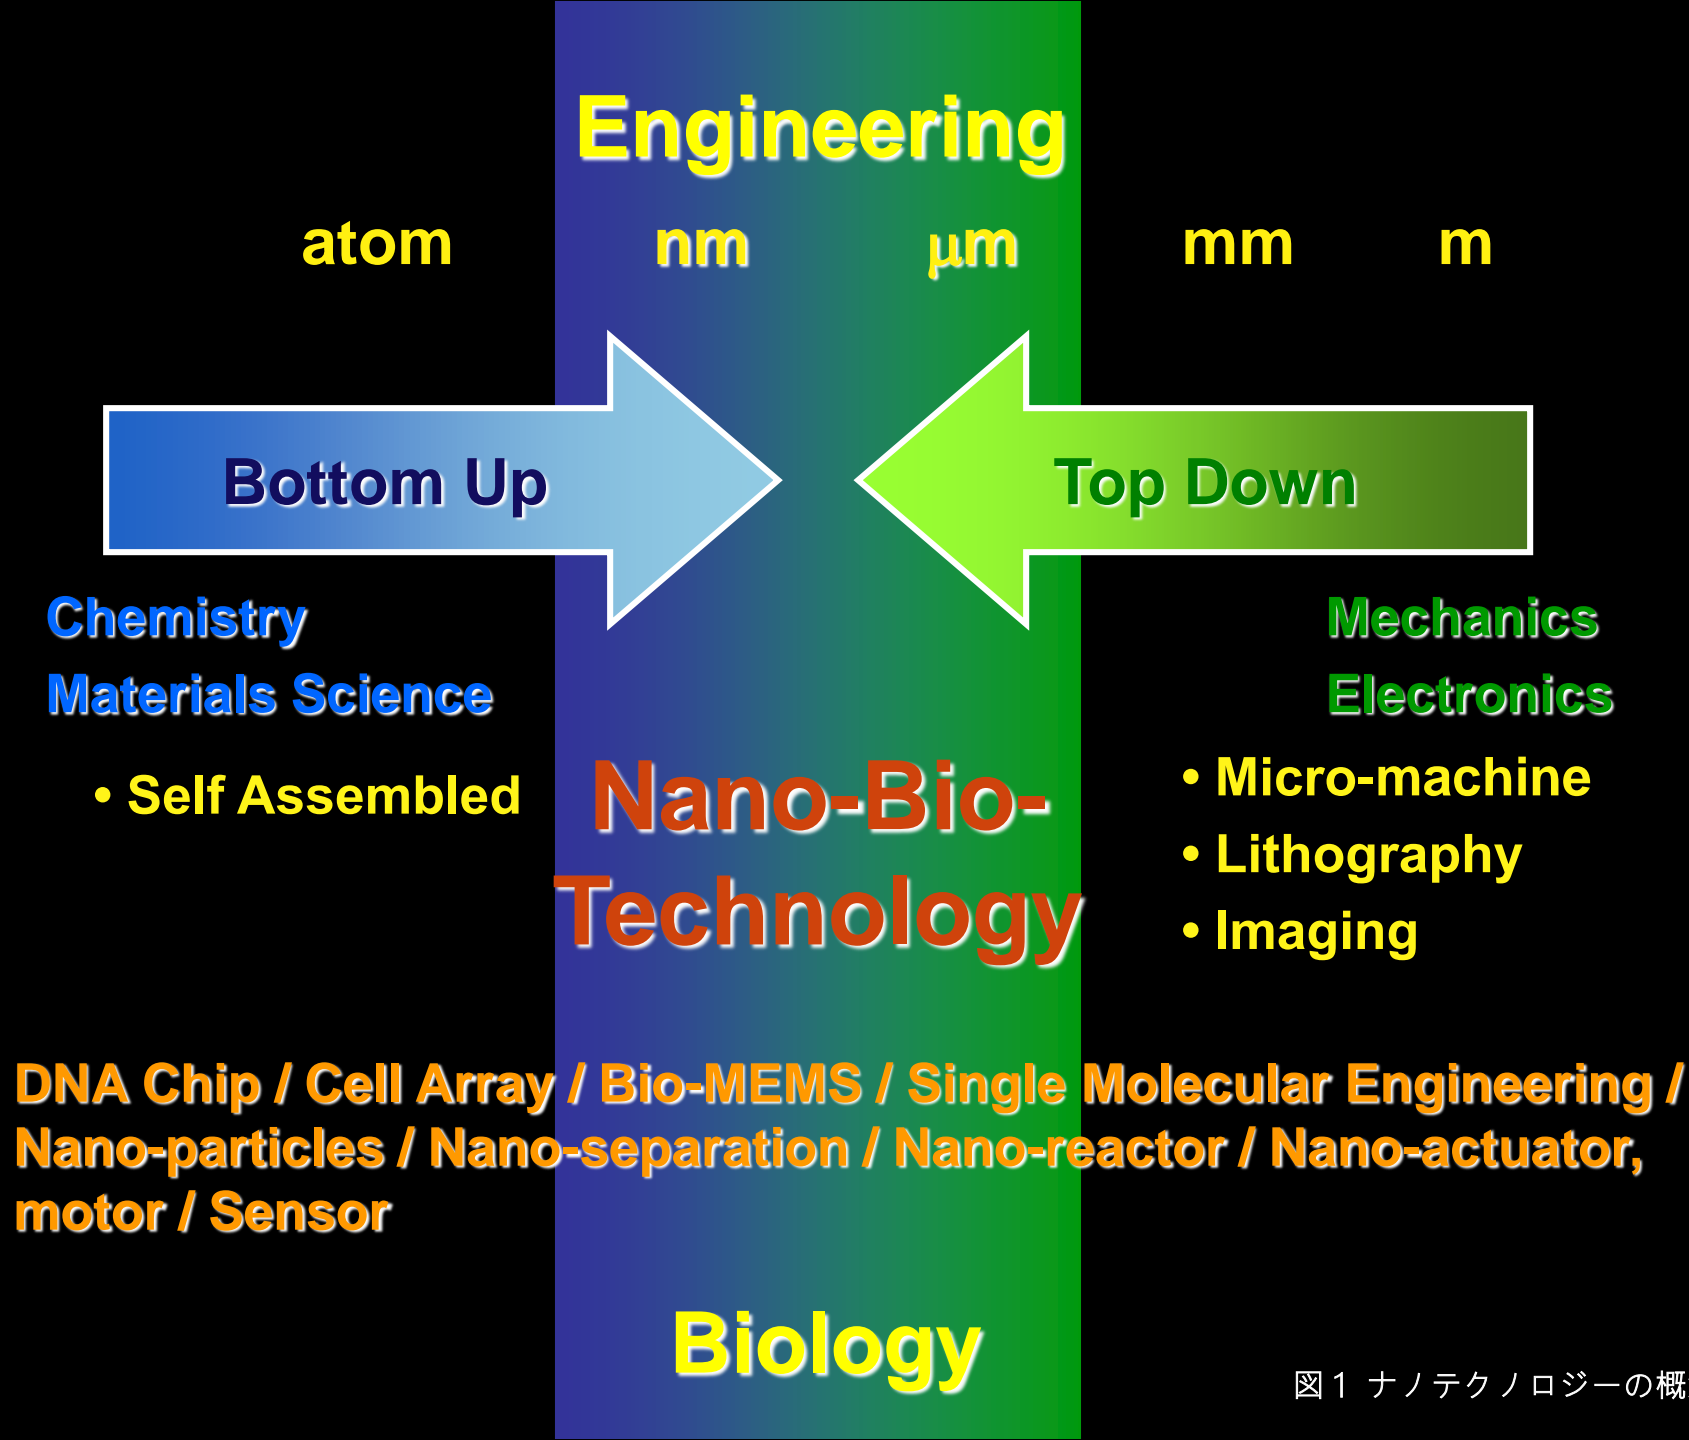 Engineering
atom nm μm mm m
Bottom Up
Top Down
Chemistry
Materials Science
• Self Assembled
Mechanics
Electronics
• Micro-machine
• Lithography
• Imaging
Nano-Bio-
Technology
DNA Chip / Cell Array / Bio-MEMS / Single Molecular Engineering /
Nano-particles / Nano-separation / Nano-reactor / Nano-actuator,
motor / Sensor
Biology
図1 ナノテクノロジーの概